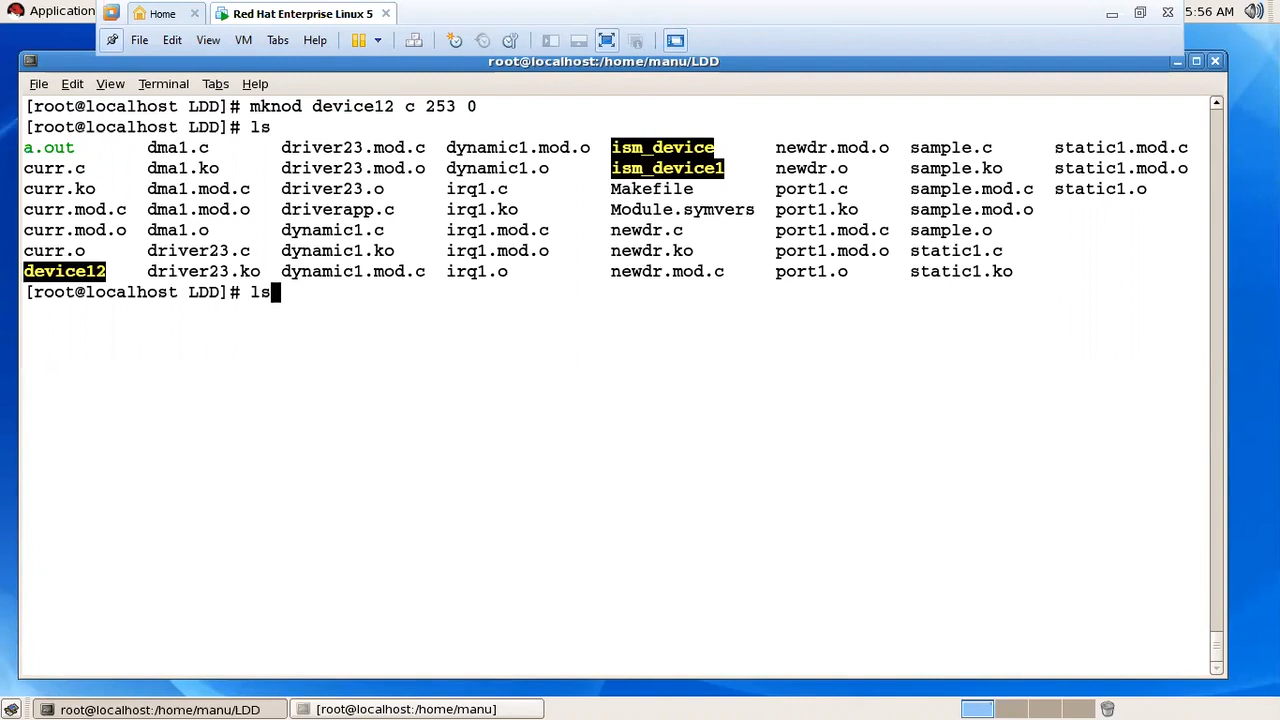 Application
Home
Red Hat Enterprise Linux 5
5:56 AM
File Edit View VM Tabs Help
root@localhost:/home/manu/LDD
File Edit View Terminal Tabs Help
[root@localhost LDD]# mknod device12 c 253 0
[root@localhost LDD]# ls
a.out dma1.c driver23.mod.c dynamic1.mod.o ism_device newdr.mod.o sample.c static1.mod.c
curr.c dma1.ko driver23.mod.o dynamic1.o ism_device1 newdr.o sample.ko static1.mod.o
curr.ko dma1.mod.c driver23.o irq1.c Makefile port1.c sample.mod.c static1.o
curr.mod.c dma1.mod.o driverapp.c irq1.ko Module.symvers port1.ko sample.mod.o
curr.mod.o dma1.o dynamic1.c irq1.mod.c newdr.c port1.mod.c sample.o
curr.o driver23.c dynamic1.ko irq1.mod.o newdr.ko port1.mod.o static1.c
device12 driver23.ko dynamic1.mod.c irq1.o newdr.mod.c port1.o static1.ko
[root@localhost LDD]# ls
root@localhost:/home/manu/LDD
[root@localhost:/home/manu]